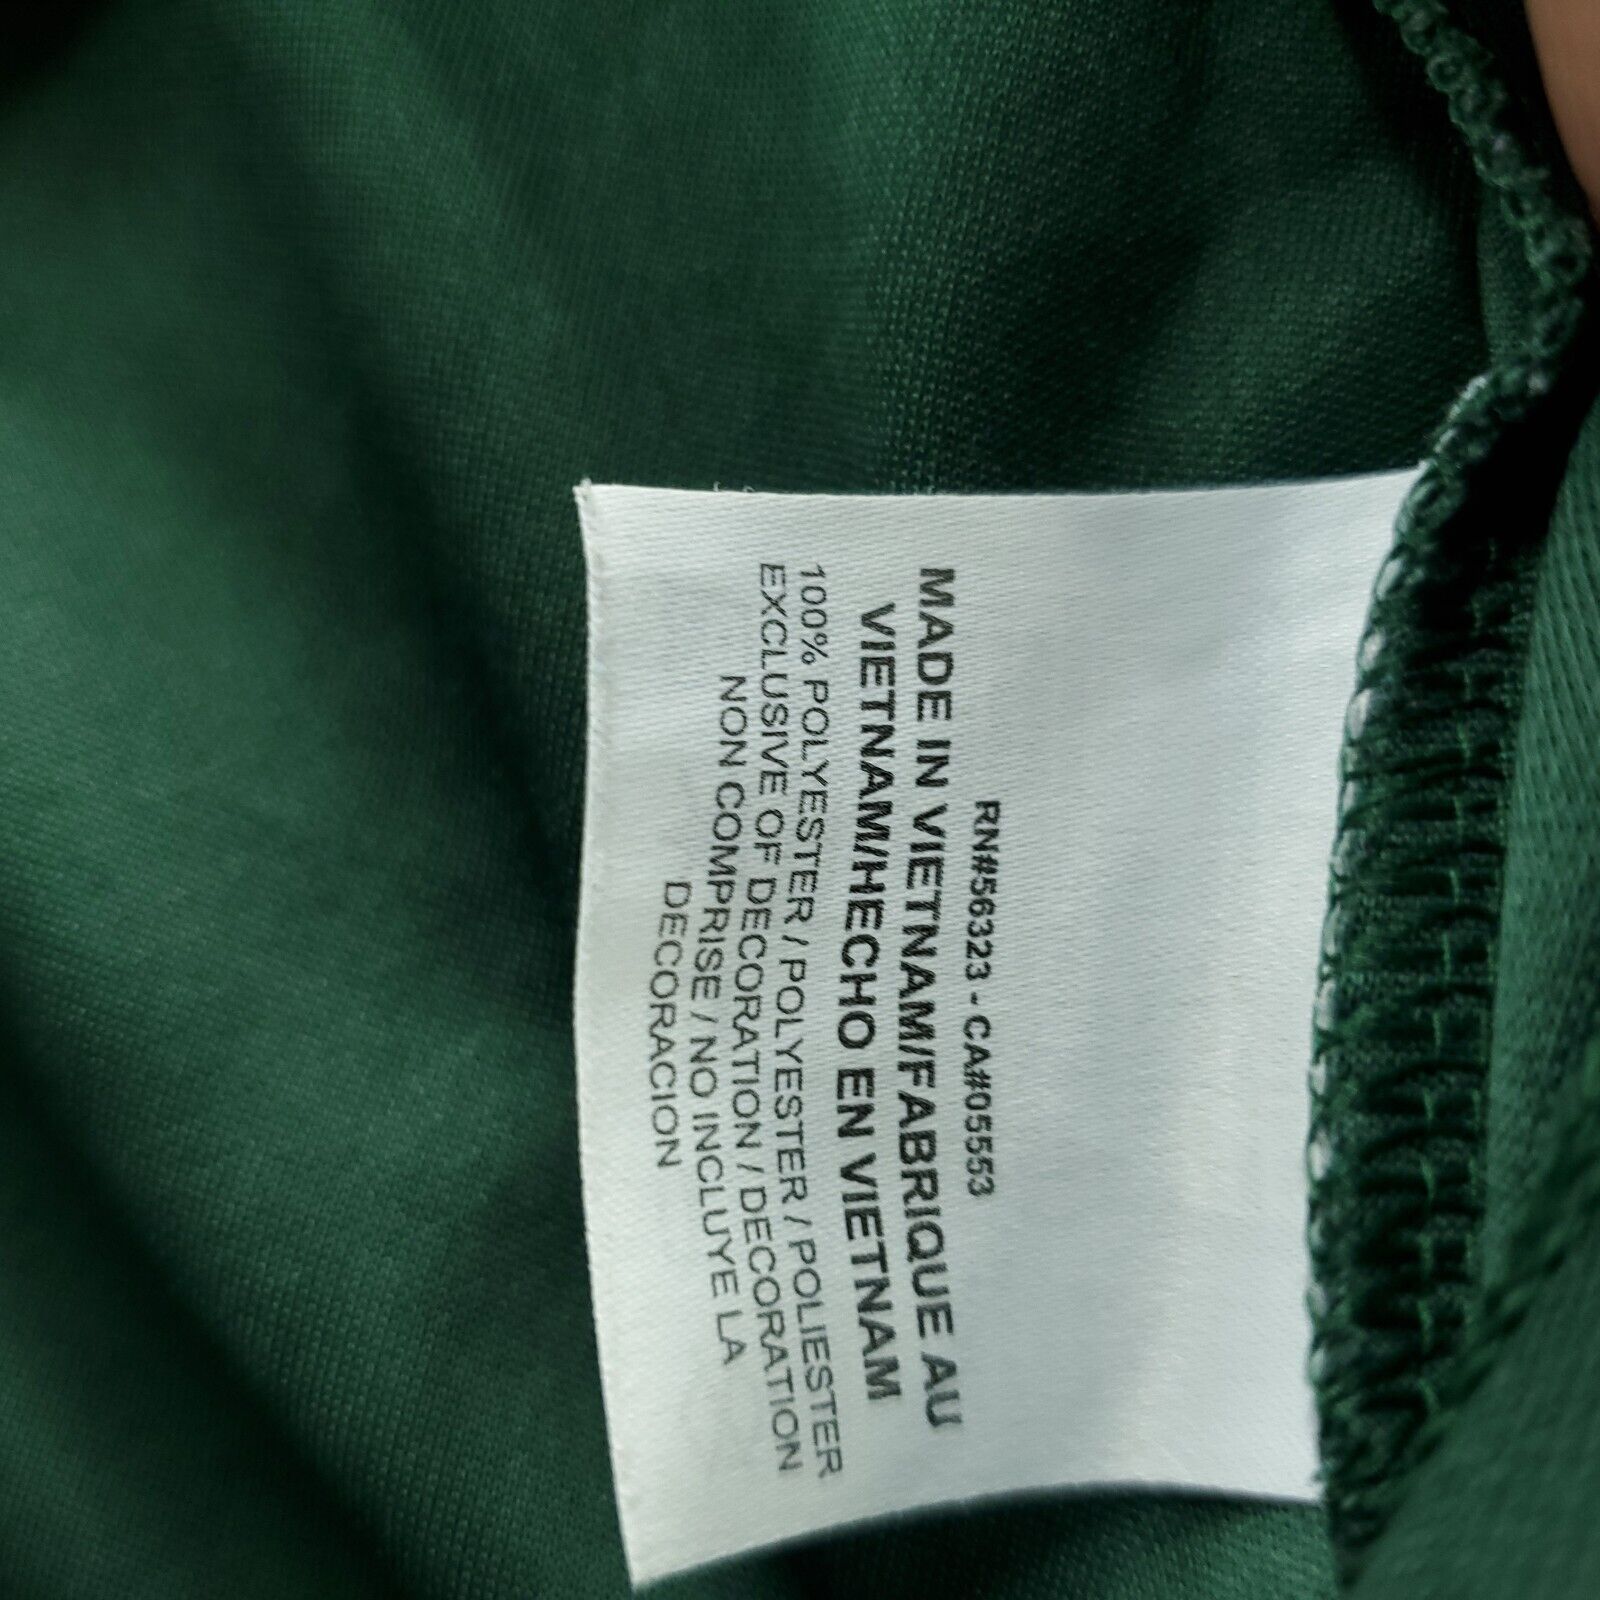 RN#56323 - CA#05553
MADE IN VIETNAM/FABRIQUE AU
VIETNAM/HECHO EN VIETNAM
100% POLYESTER / POLYESTER / POLIESTER
EXCLUSIVE OF DECORATION / DECORATION
NON COMPRISE / NO INCLUYE LA
DECORACION